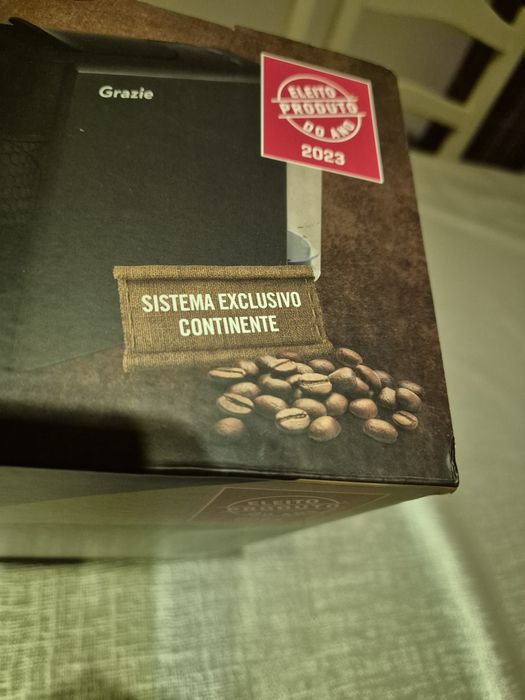 Grazie
ELEITO
PRODUTO
DO ANO
2023
SISTEMA EXCLUSIVO
CONTINENTE
ELEITO
PRODUTO